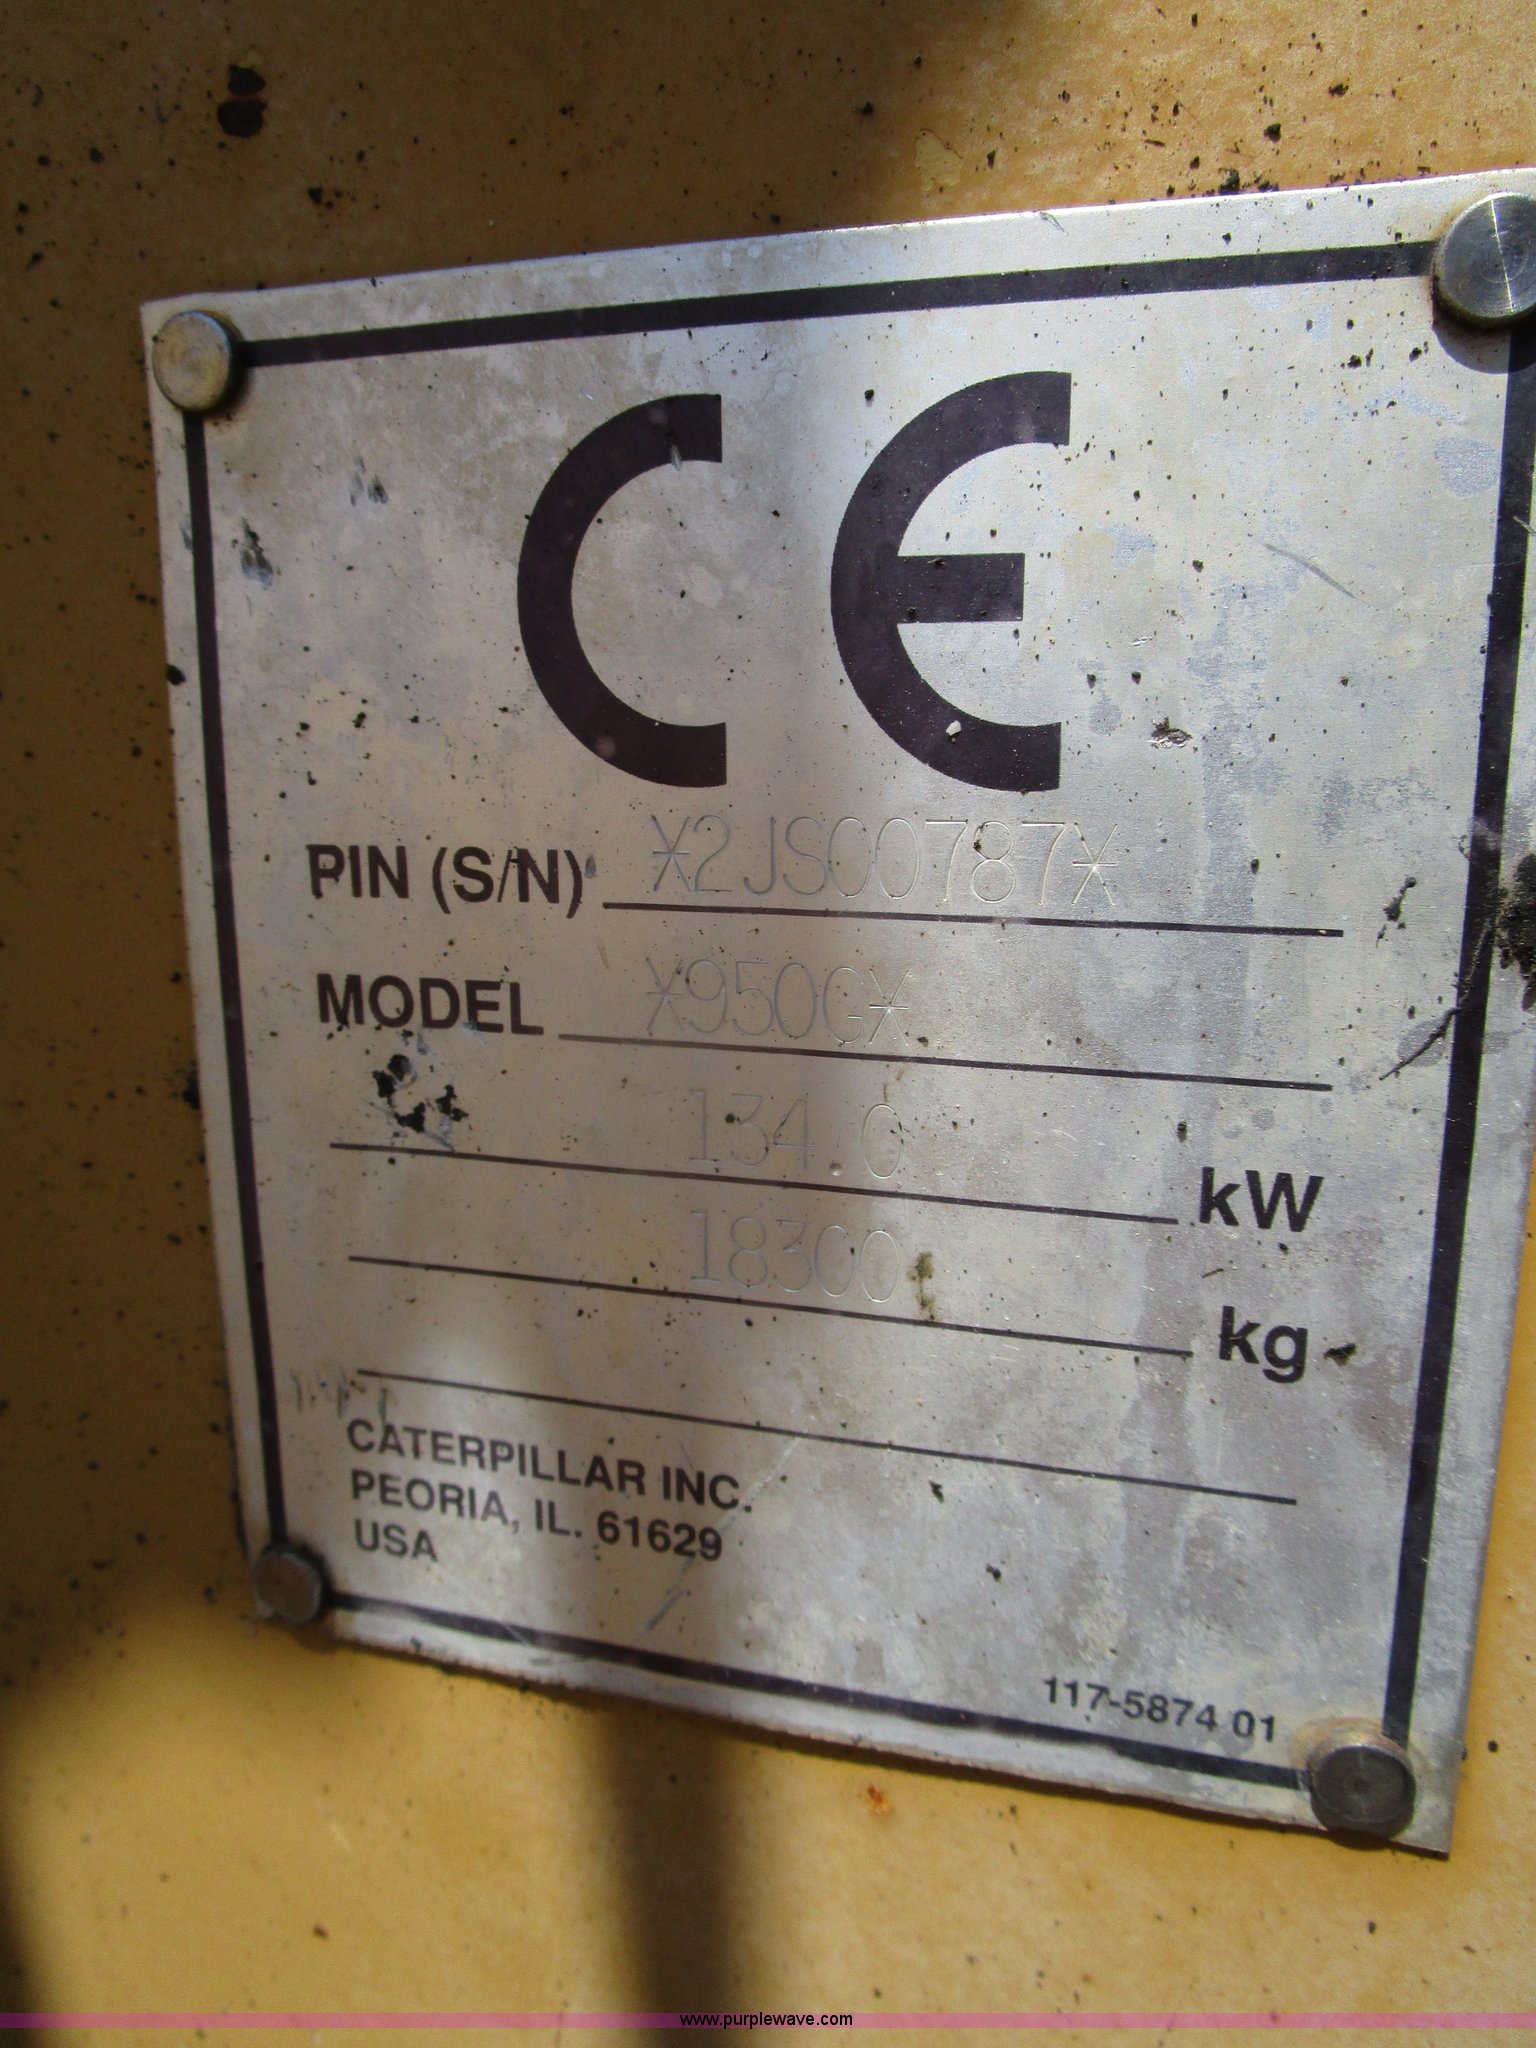 CE
PIN (S/N) *2JS00787*
MODEL *950G*
134.0 kW
18300 kg
CATERPILLAR INC.
PEORIA, IL. 61629
USA
117-5874 01
www.purplewave.com